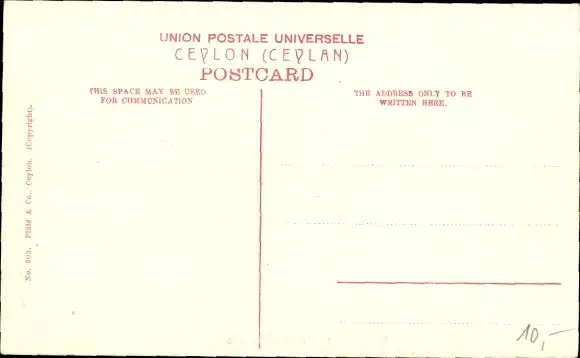 UNION POSTALE UNIVERSELLE
CEYLON (CEYLAN)
POSTCARD
THIS SPACE MAY BE USED
FOR COMMUNICATION
THE ADDRESS ONLY TO BE
WRITTEN HERE.
No. 302. Plâté & Co., Ceylon. (Copyright).
10,-